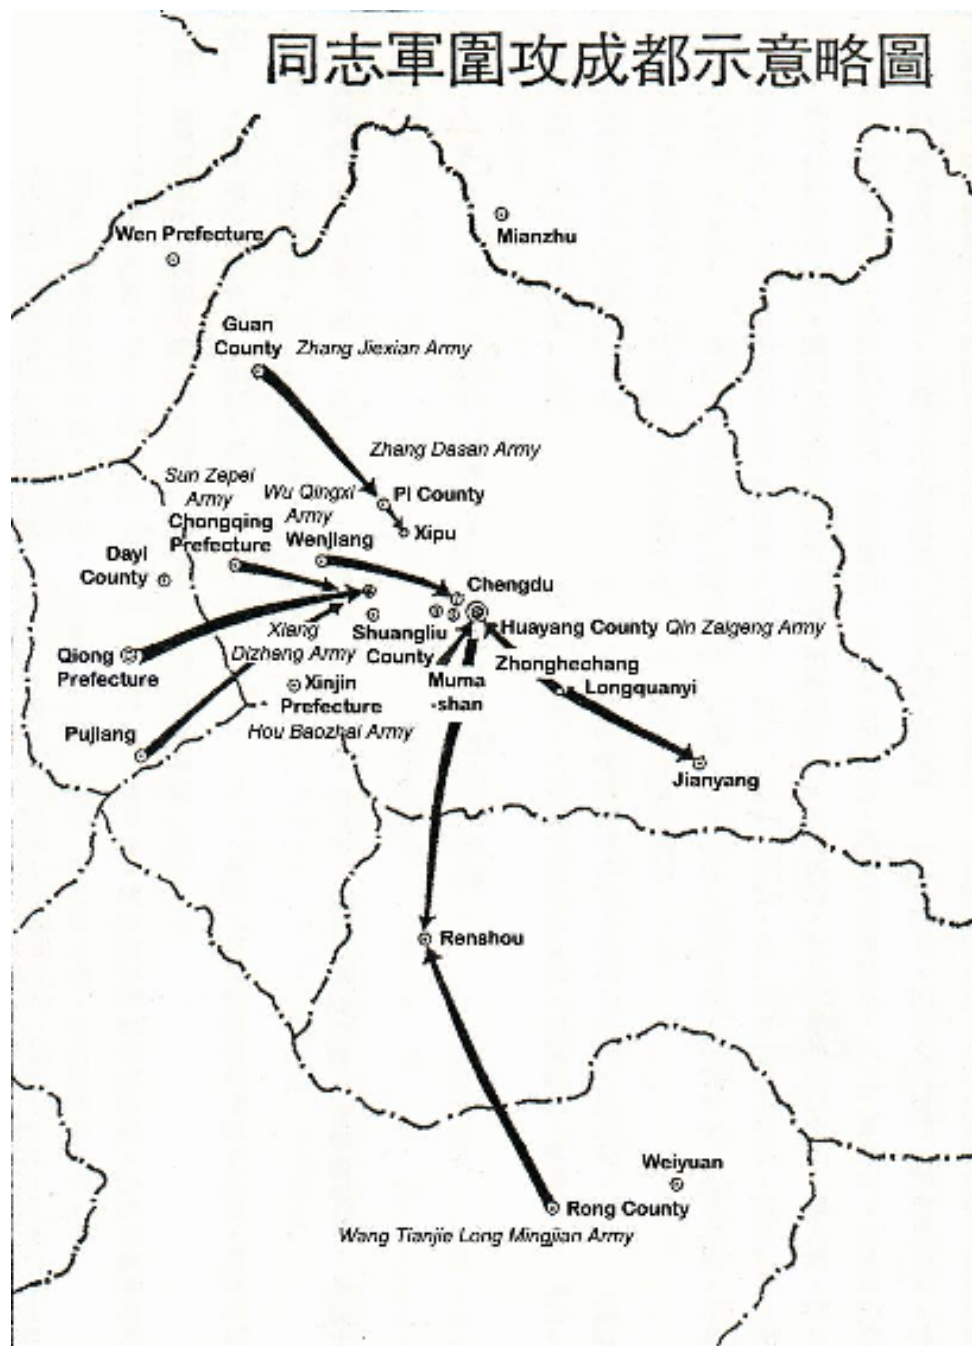 同志軍圍攻成都示意略圖
Mianzhu
Wen Prefecture
Guan
County
Zhang Jiexian Army
Zhang Dasan Army
Sun Zepei
Army
Wu Qingxi
Army
Pi County
Chongqing
Prefecture
Wenjiang
Xipu
Dayi
County
Chengdu
Shuangliu
County
Huayang County
Qin Zaigeng Army
Xiang
Dizhang Army
Qiong
Prefecture
Zhonghechang
Longquanyi
Muma
-shan
Xinjin
Prefecture
Hou Baozhai Army
Pujiang
Jianyang
Renshou
Weiyuan
Rong County
Wang Tianjie Long Mingjian Army